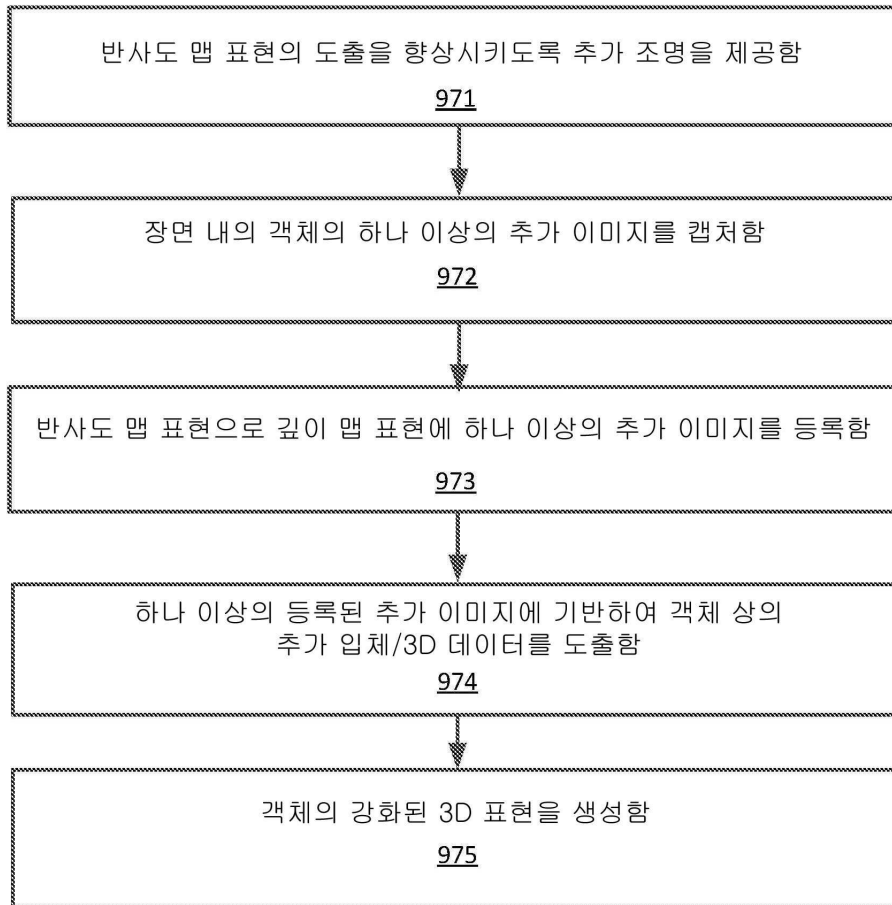 반사도 맵 표현의 도출을 향상시키도록 추가 조명을 제공함
971
장면 내의 객체의 하나 이상의 추가 이미지를 캡처함
972
반사도 맵 표현으로 깊이 맵 표현에 하나 이상의 추가 이미지를 등록함
973
하나 이상의 등록된 추가 이미지에 기반하여 객체 상의
추가 입체/3D 데이터를 도출함
974
객체의 강화된 3D 표현을 생성함
975